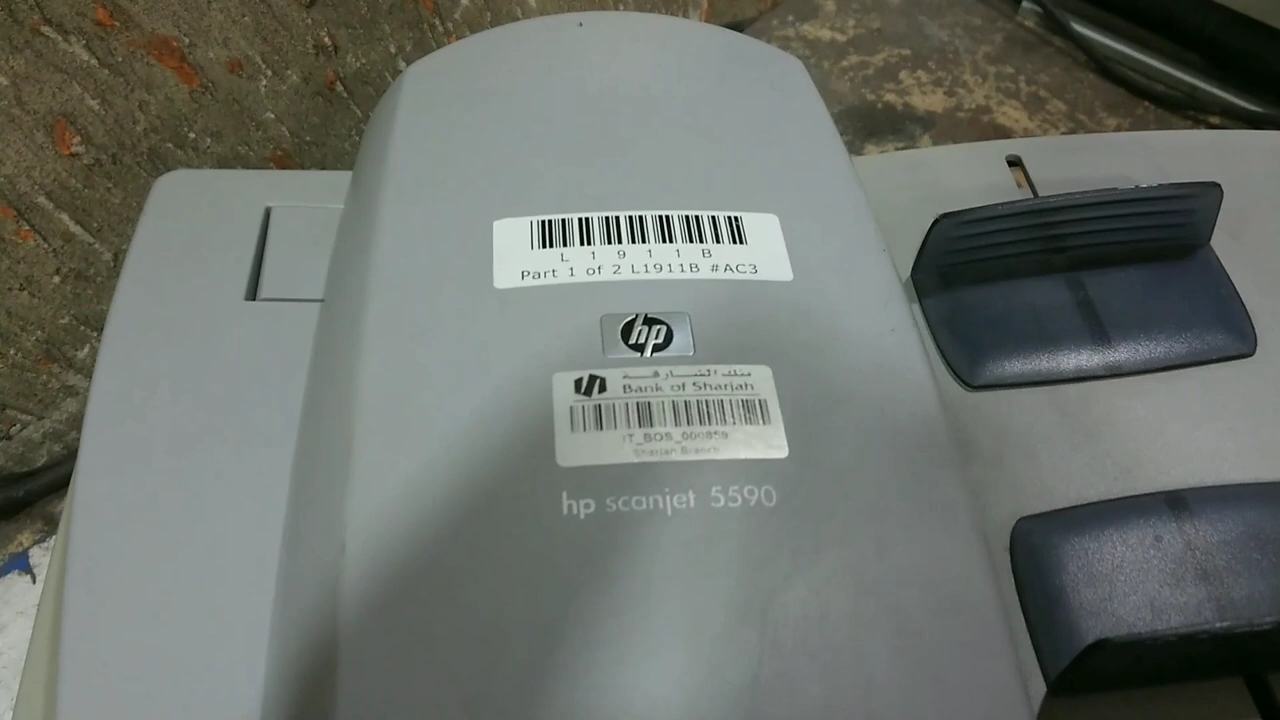 L 1 9 1 1 B
Part 1 of 2 L1911B #AC3
hp
بنك الشارقة
Bank of Sharjah
IT_BOS_000859
Sharjah Branch
hp scanjet 5590